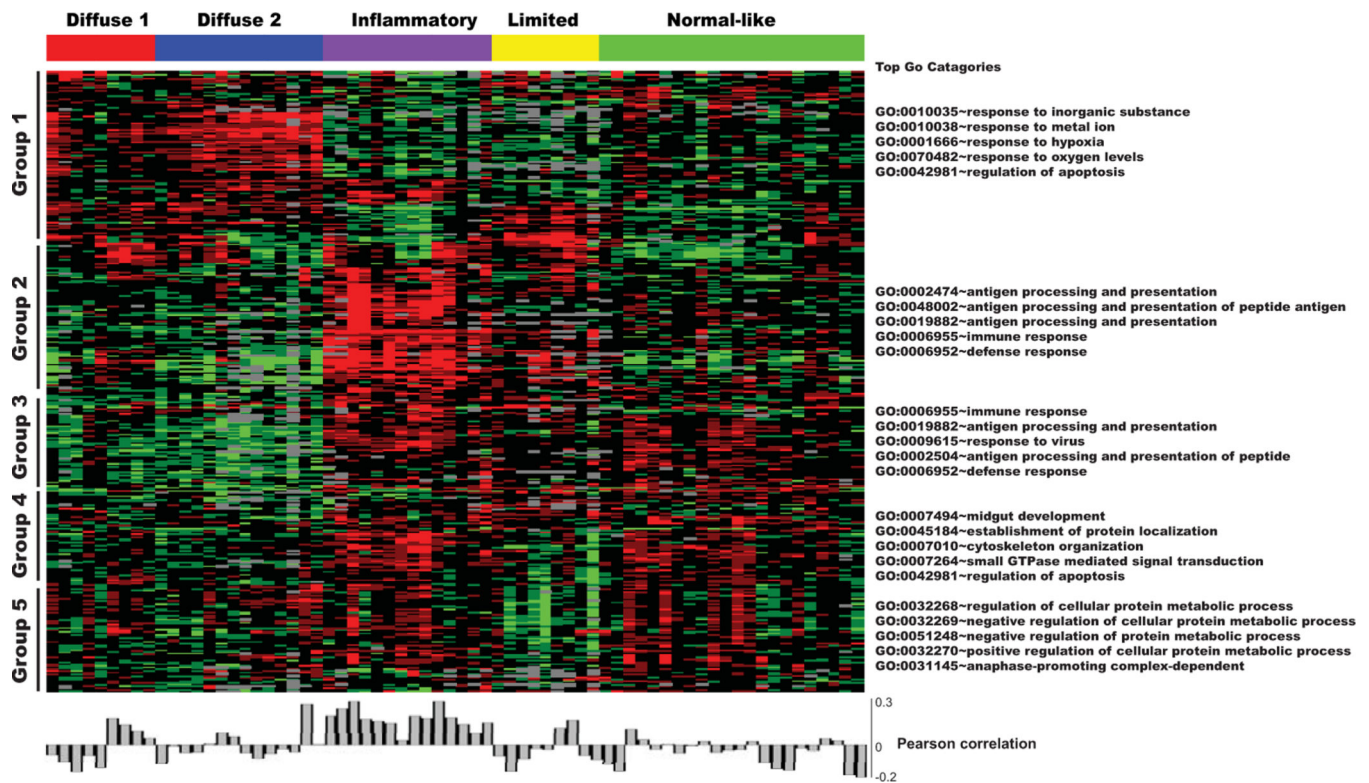 Diffuse 1 Diffuse 2 Inflammatory Limited Normal-like
Top Go Catagories
Group 1
GO:0010035~response to inorganic substance
GO:0010038~response to metal ion
GO:0001666~response to hypoxia
GO:0070482~response to oxygen levels
GO:0042981~regulation of apoptosis
Group 2
GO:0002474~antigen processing and presentation
GO:0048002~antigen processing and presentation of peptide antigen
GO:0019882~antigen processing and presentation
GO:0006955~immune response
GO:0006952~defense response
Group 3
GO:0006955~immune response
GO:0019882~antigen processing and presentation
GO:0009615~response to virus
GO:0002504~antigen processing and presentation of peptide
GO:0006952~defense response
Group 4
GO:0007494~midgut development
GO:0045184~establishment of protein localization
GO:0007010~cytoskeleton organization
GO:0007264~small GTPase mediated signal transduction
GO:0042981~regulation of apoptosis
Group 5
GO:0032268~regulation of cellular protein metabolic process
GO:0032269~negative regulation of cellular protein metabolic process
GO:0051248~negative regulation of protein metabolic process
GO:0032270~positive regulation of cellular protein metabolic process
GO:0031145~anaphase-promoting complex-dependent
0.3
0 Pearson correlation
-0.2